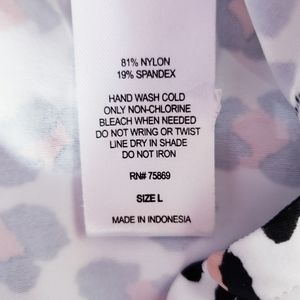 81% NYLON
19% SPANDEX
HAND WASH COLD
ONLY NON-CHLORINE
BLEACH WHEN NEEDED
DO NOT WRING OR TWIST
LINE DRY IN SHADE
DO NOT IRON
RN# 75869
SIZE L
MADE IN INDONESIA